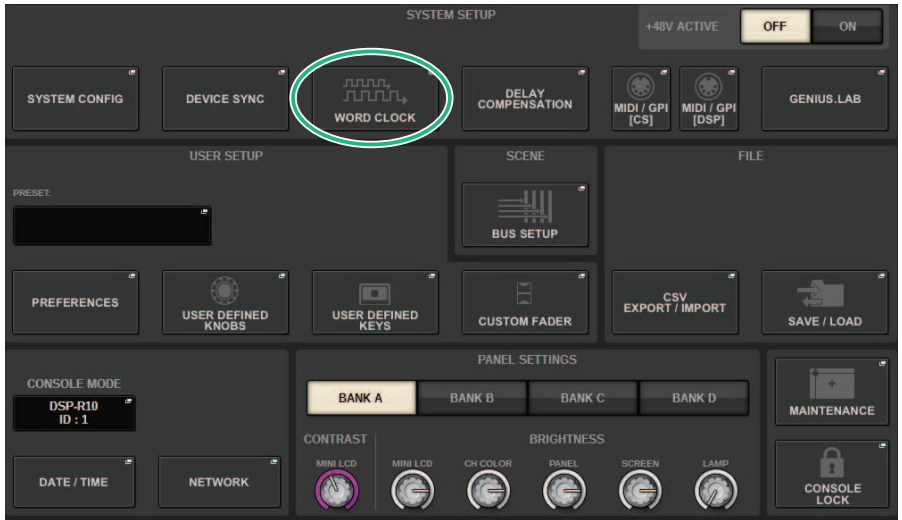 SYSTEM SETUP
+48V ACTIVE
OFF
ON
SYSTEM CONFIG
DEVICE SYNC
WORD CLOCK
DELAY
COMPENSATION
MIDI / GPI
[CS]
MIDI / GPI
[DSP]
GENIUS.LAB
USER SETUP
SCENE
FILE
PRESET:
BUS SETUP
PREFERENCES
USER DEFINED
KNOBS
USER DEFINED
KEYS
CUSTOM FADER
CSV
EXPORT / IMPORT
SAVE / LOAD
CONSOLE MODE
DSP-R10
ID : 1
DATE / TIME
NETWORK
PANEL SETTINGS
BANK A
BANK B
BANK C
BANK D
CONTRAST
BRIGHTNESS
MINI LCD
MINI LCD
CH COLOR
PANEL
SCREEN
LAMP
MAINTENANCE
CONSOLE
LOCK